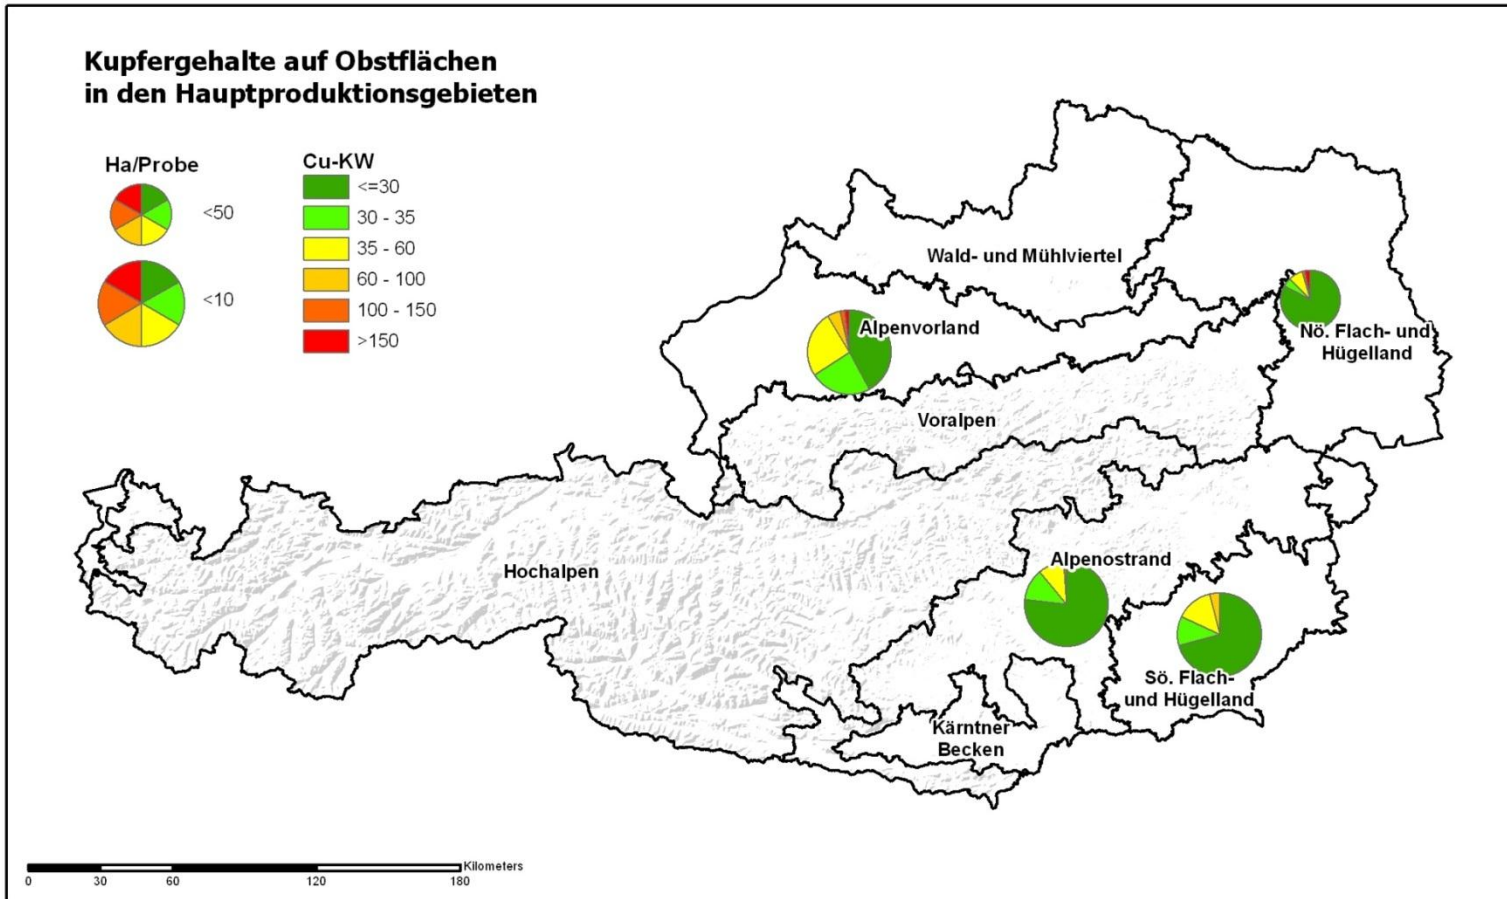 Kupfergehalte auf Obstflächen
in den Hauptproduktionsgebieten
Ha/Probe
<50
<10
Cu-KW
<=30
30 - 35
35 - 60
60 - 100
100 - 150
>150
Wald- und Mühlviertel
Alpenvorland
Nö. Flach- und
Hügelland
Voralpen
Hochalpen
Alpenostrand
Sö. Flach-
und Hügelland
Kärntner
Becken
Kilometers
0 30 60 120 180